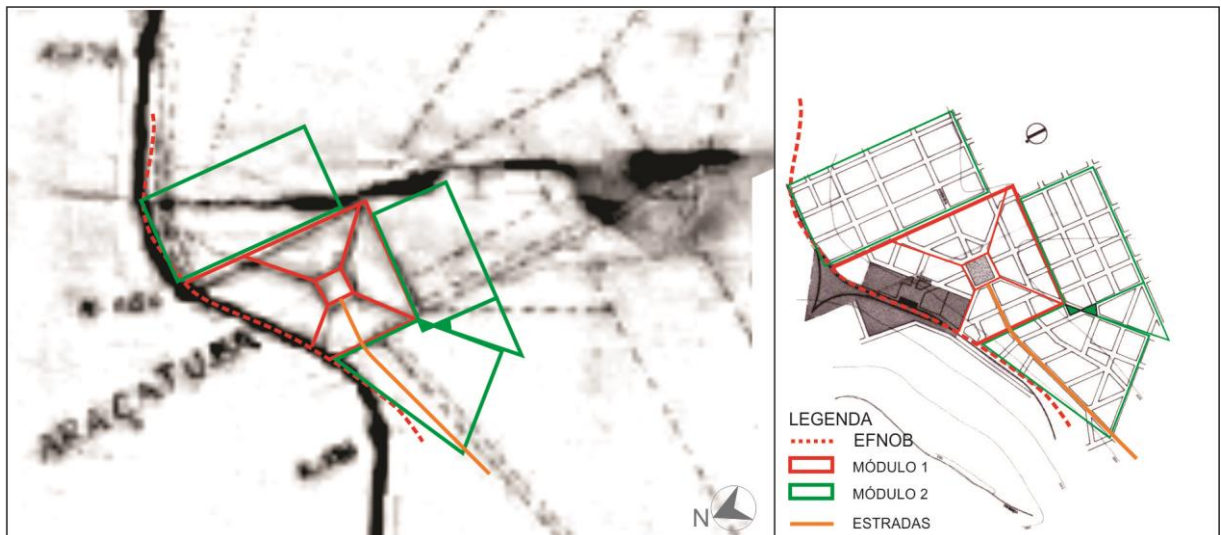 ARAÇATUBA
N
LEGENDA
EFNOB
MÓDULO 1
MÓDULO 2
ESTRADAS